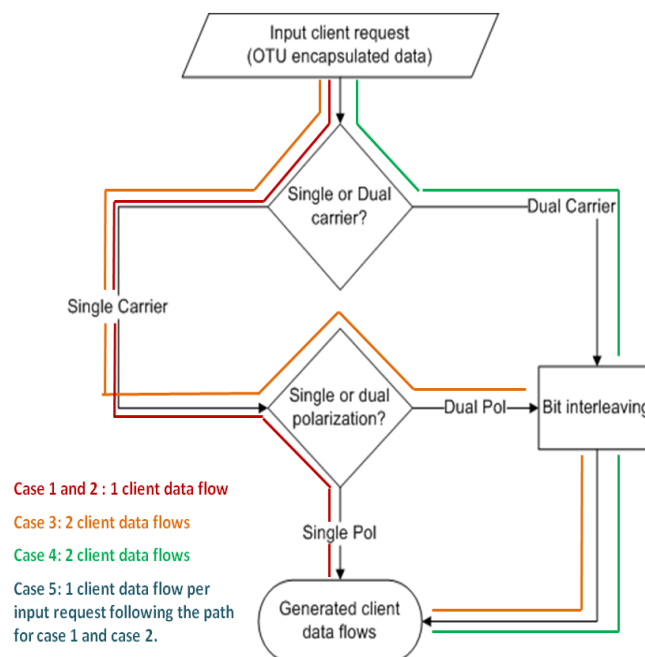 Input client request
(OTU encapsulated data)
Single or Dual
carrier?
Dual Carrier
Single Carrier
Single or dual
polarization?
Dual Pol
Bit interleaving
Single Pol
Generated client
data flows
Case 1 and 2 : 1 client data flow
Case 3: 2 client data flows
Case 4: 2 client data flows
Case 5: 1 client data flow per
input request following the path
for case 1 and case 2.